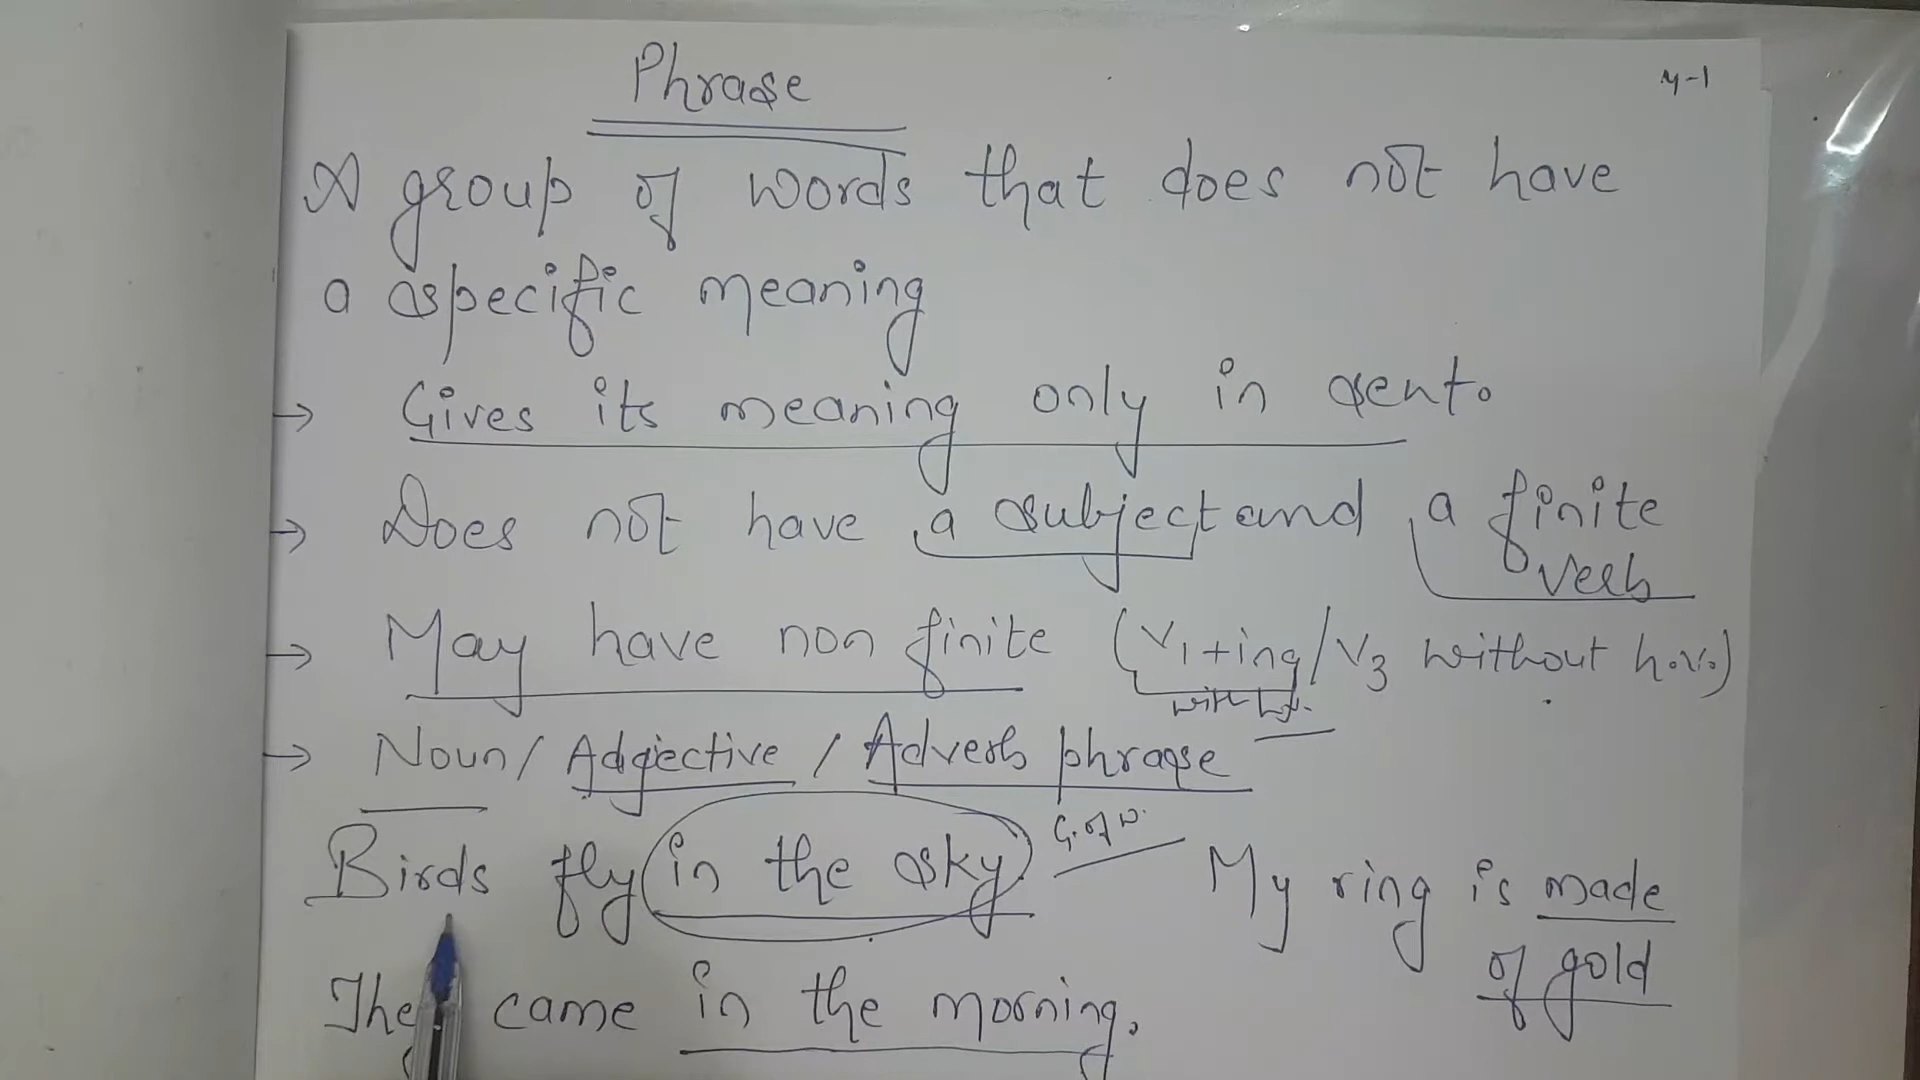 Phrase
M-1
A group of words that does not have
a specific meaning
→ Gives its meaning only in sent.
→ Does not have a subject and a finite
verb
→ May have non finite (V1+ing/V3 without h.v.)
→ Noun/Adjective/Adverb phrase
G. of W.
Birds fly in the sky
My ring is made
of gold
They came in the morning.